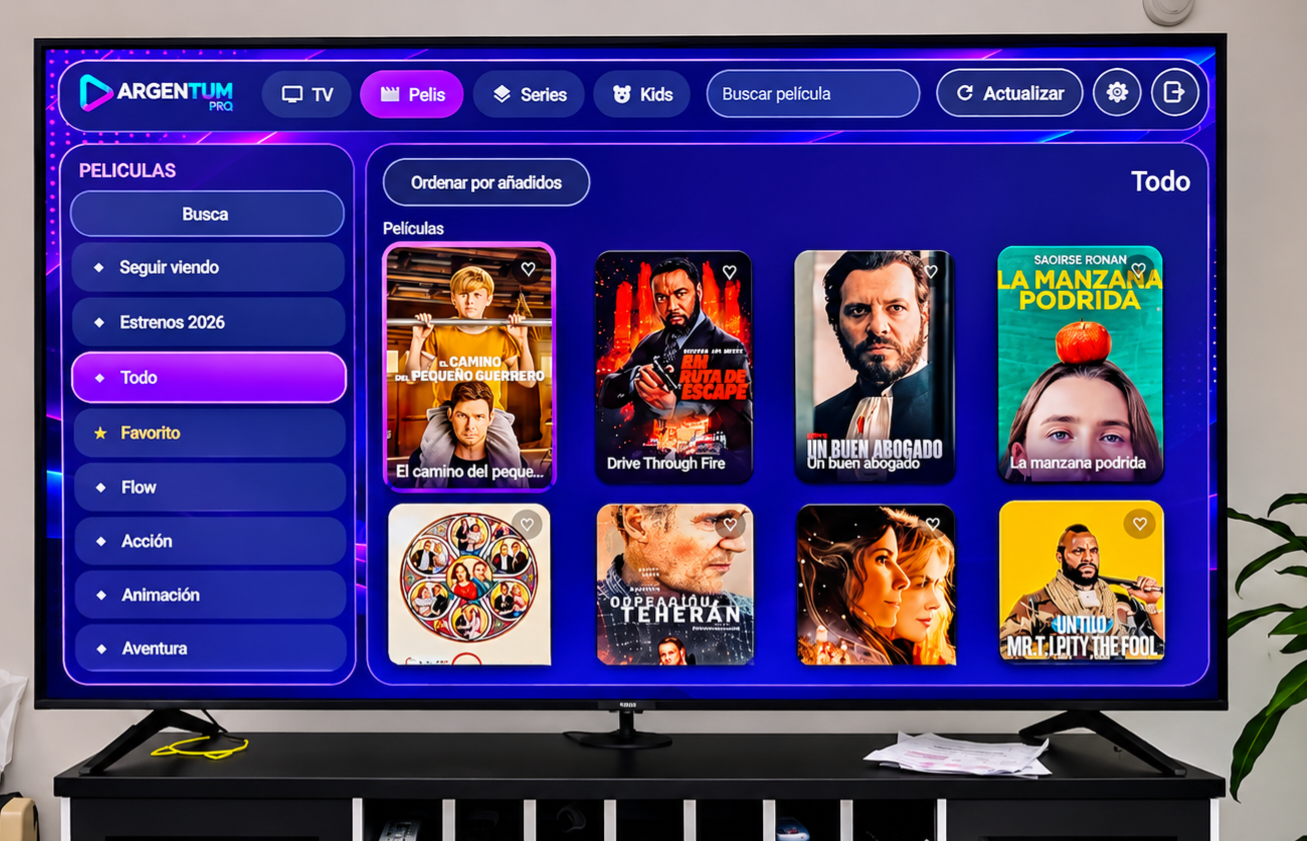 ARGENTUM
PRO
TV
Pelis
Series
Kids
Buscar película
Actualizar
PELICULAS
Busca
Seguir viendo
Estrenos 2026
Todo
Favorito
Flow
Acción
Animación
Aventura
Ordenar por añadidos
Todo
Películas
EL CAMINO
DEL PEQUEÑO GUERRERO
El camino del peque...
EN
RUTA DE
ESCAPE
Drive Through Fire
UN BUEN ABOGADO
Un buen abogado
SAOIRSE RONAN
LA MANZANA
PODRIDA
La manzana podrida
TEHERÁN
MR.T.I.PITY THE FOOL